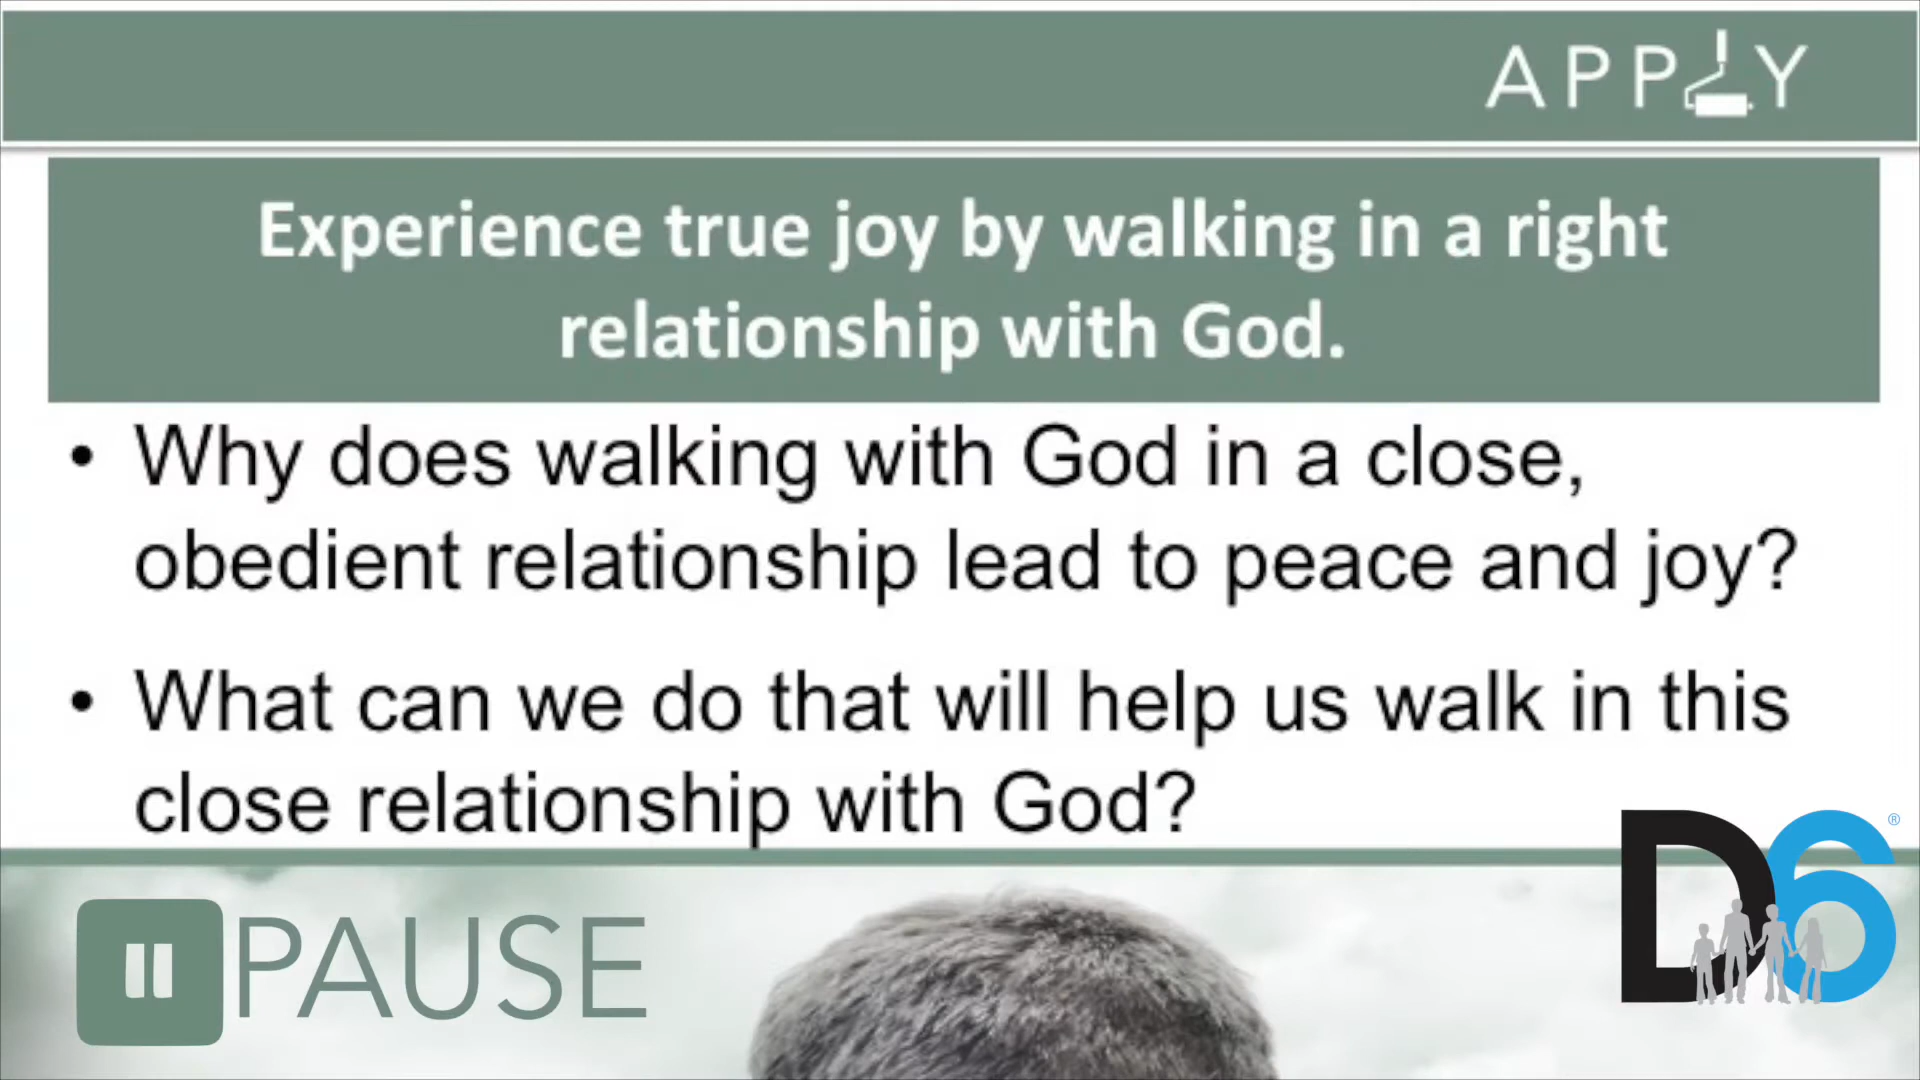 APPLY
Experience true joy by walking in a right
relationship with God.
• Why does walking with God in a close,
obedient relationship lead to peace and joy?
• What can we do that will help us walk in this
close relationship with God?
D6®
PAUSE